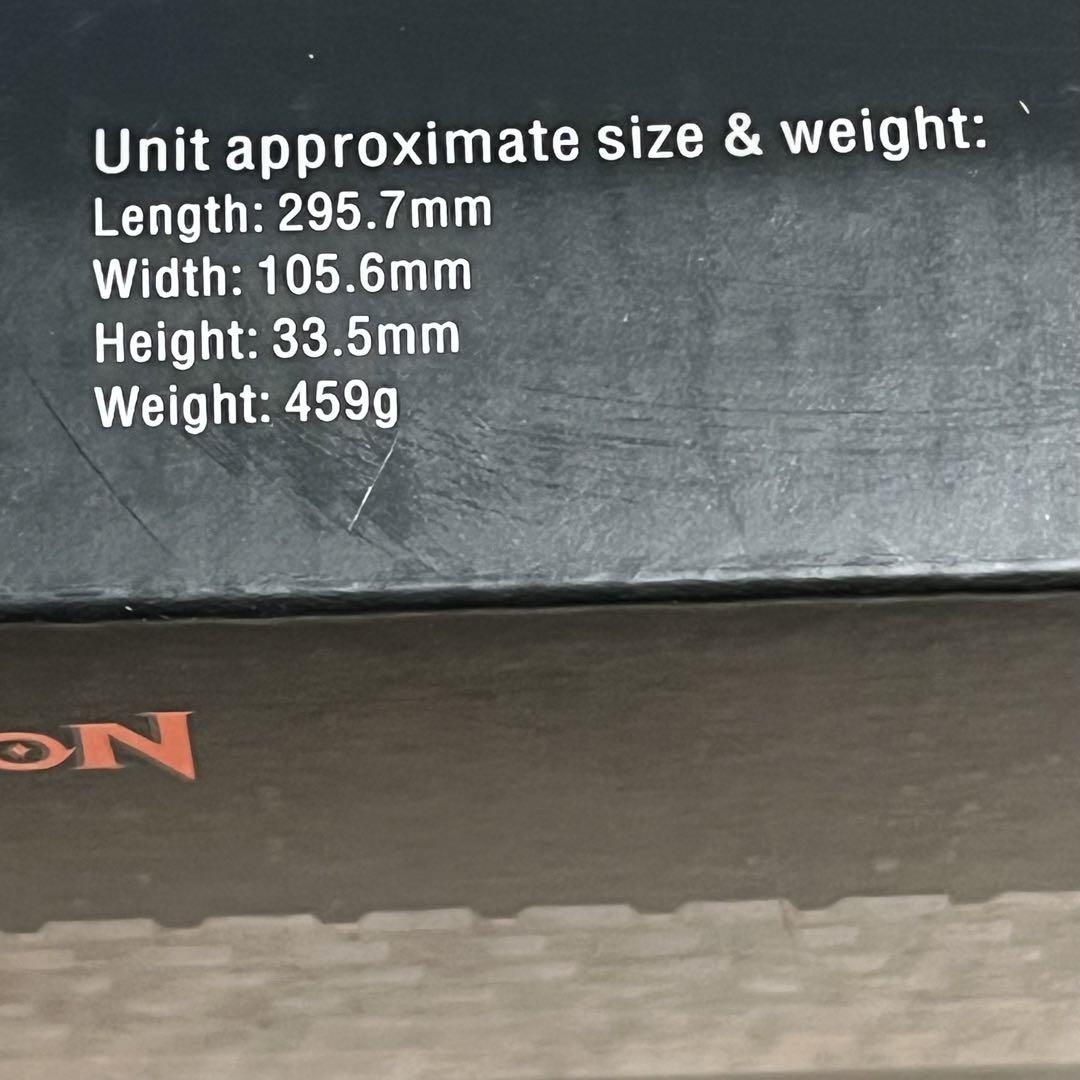 Unit approximate size & weight:
Length: 295.7mm
Width: 105.6mm
Height: 33.5mm
Weight: 459g
ON